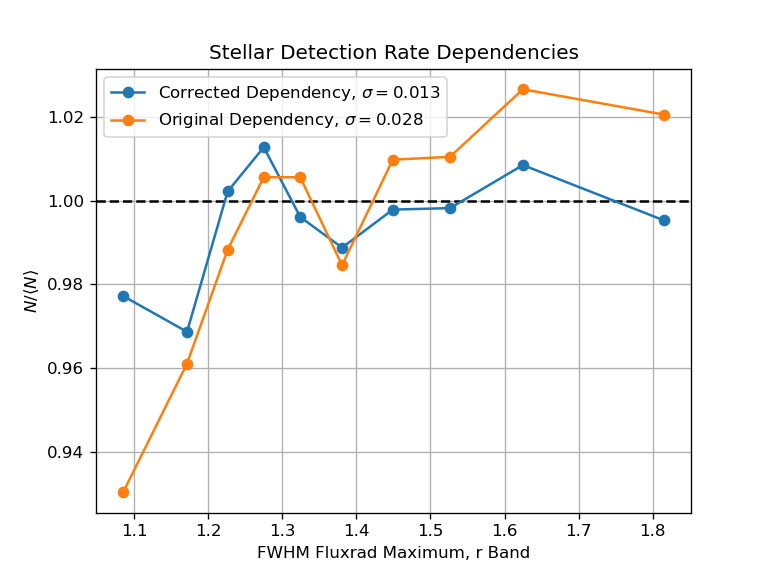 Stellar Detection Rate Dependencies
Corrected Dependency, σ = 0.013
Original Dependency, σ = 0.028
N/⟨N⟩
1.02
1.00
0.98
0.96
0.94
1.1 1.2 1.3 1.4 1.5 1.6 1.7 1.8
FWHM Fluxrad Maximum, r Band